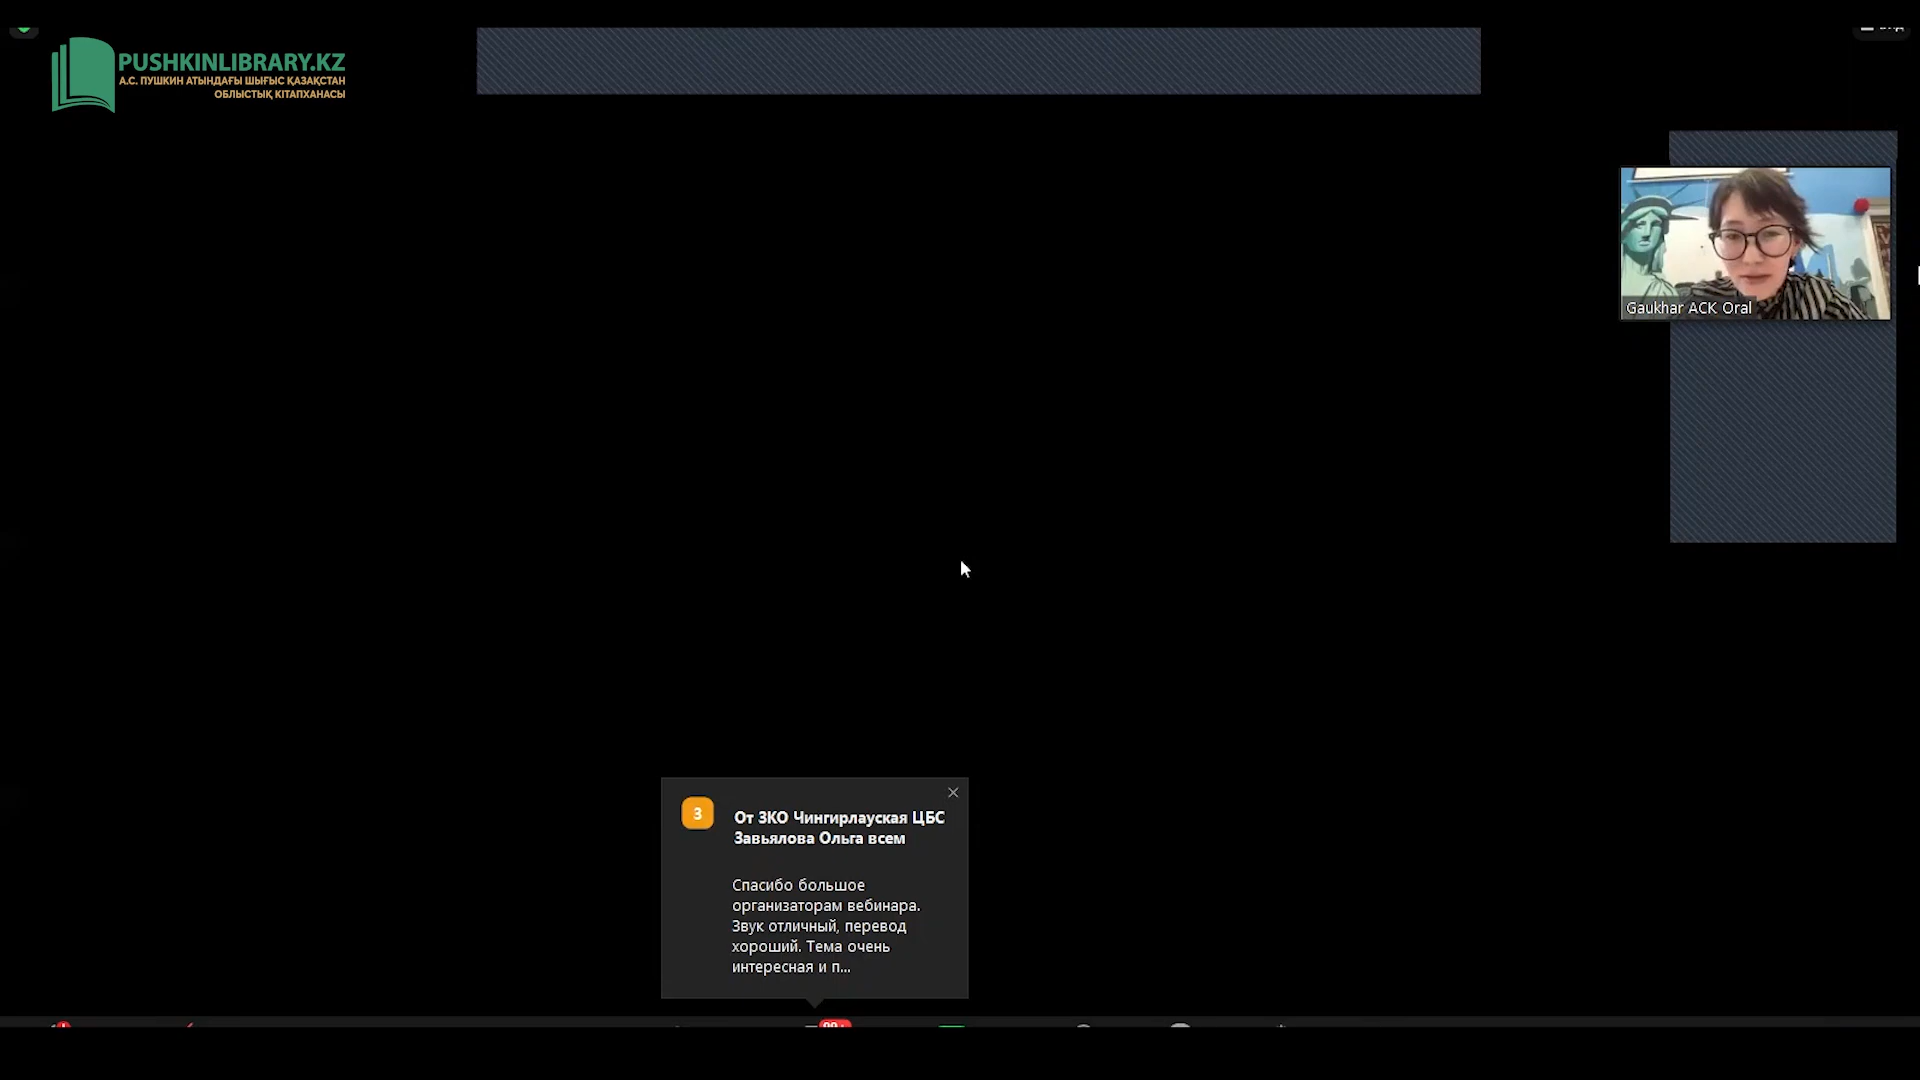 PUSHKINLIBRARY.KZ
А.С. ПУШКИН АТЫНДАҒЫ ШЫҒЫС ҚАЗАҚСТАН
ОБЛЫСТЫҚ КІТАПХАНАСЫ
Gaukhar ACK Oral
З
От ЗКО Чингирлауская ЦБС
Завьялова Ольга всем
Спасибо большое
организаторам вебинара.
Звук отличный, перевод
хороший. Тема очень
интересная и п...